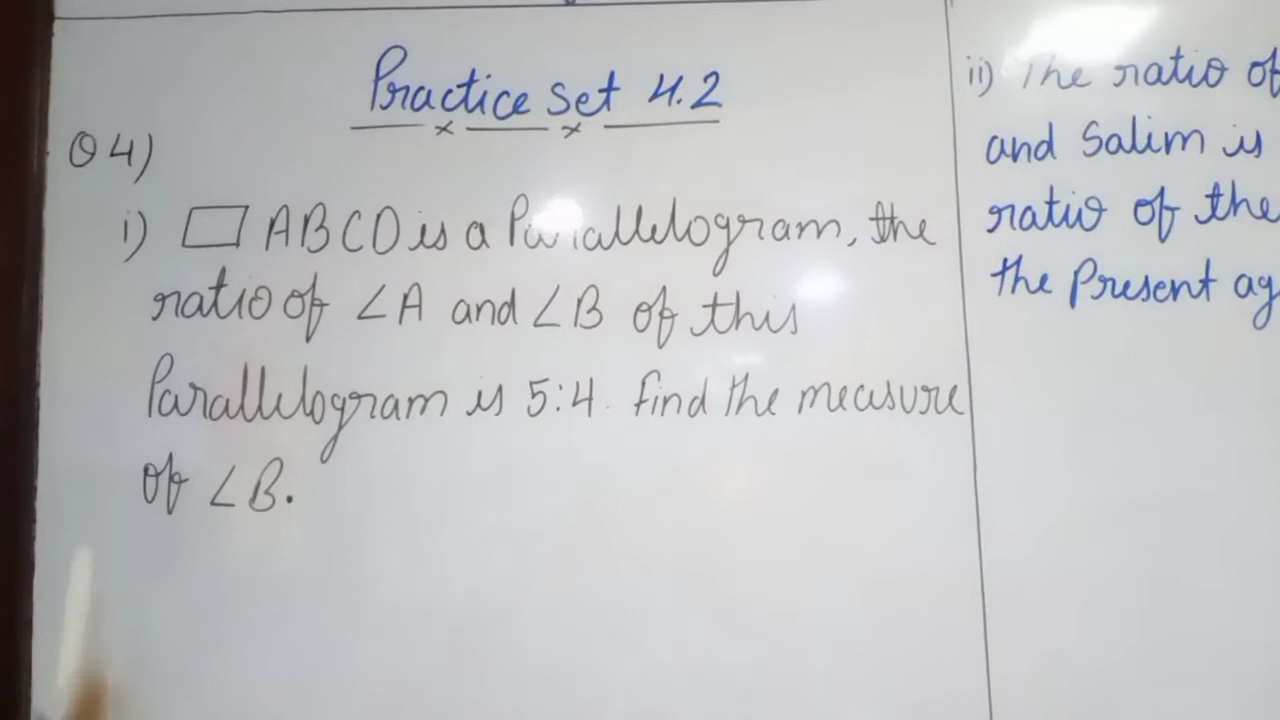 Practice set 4.2
Q4)
i) ▱ ABCD is a Parallelogram, the
ratio of ∠A and ∠B of this
Parallelogram is 5:4. find the measure
of ∠B.
ii) The ratio of
and Salim is
ratio of the
the Present ag